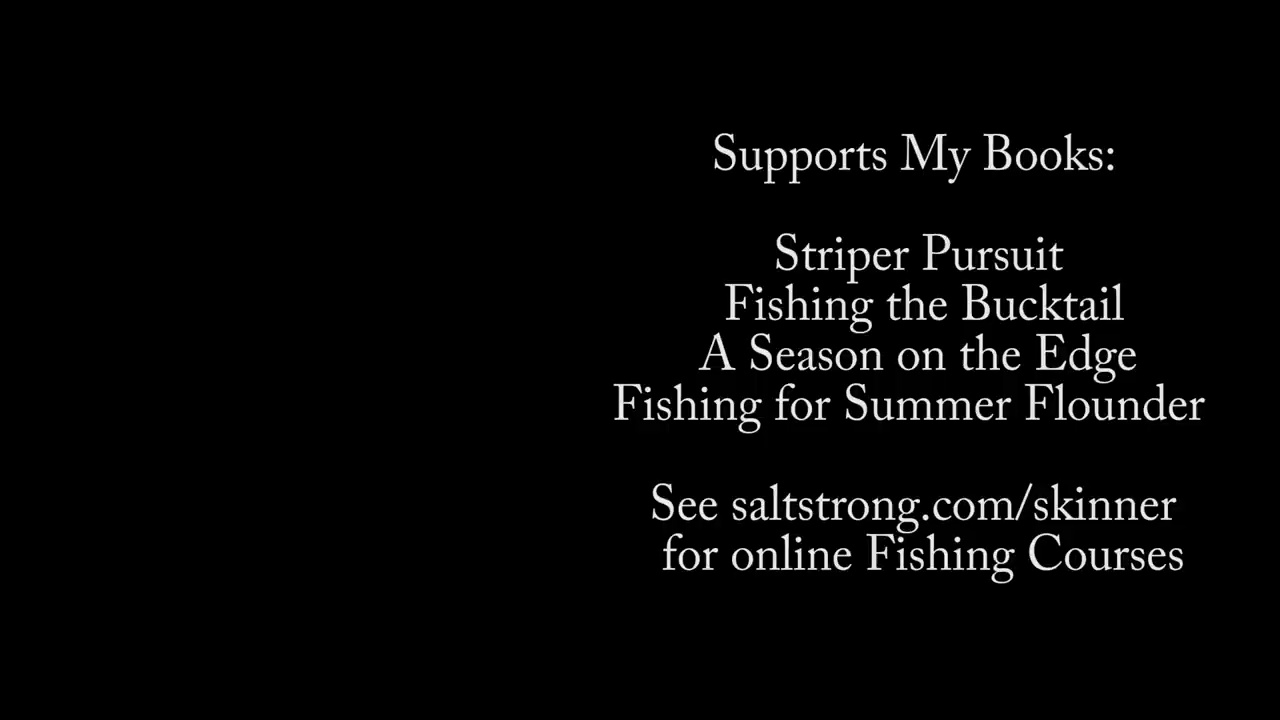 Supports My Books:
Striper Pursuit
Fishing the Bucktail
A Season on the Edge
Fishing for Summer Flounder
See saltstrong.com/skinner
for online Fishing Courses